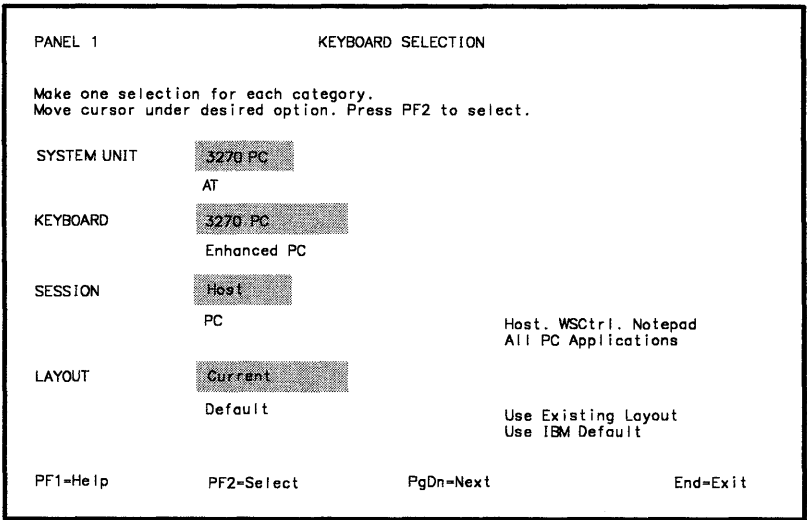 PANEL 1 KEYBOARD SELECTION
Make one selection for each category.
Move cursor under desired option. Press PF2 to select.
SYSTEM UNIT 3270 PC
AT
KEYBOARD 3270 PC
Enhanced PC
SESSION Host
PC Host. WSCtrl. Notepad
All PC Applications
LAYOUT Current
Default Use Existing Layout
Use IBM Default
PF1=Help PF2=Select PgDn=Next End=Exit